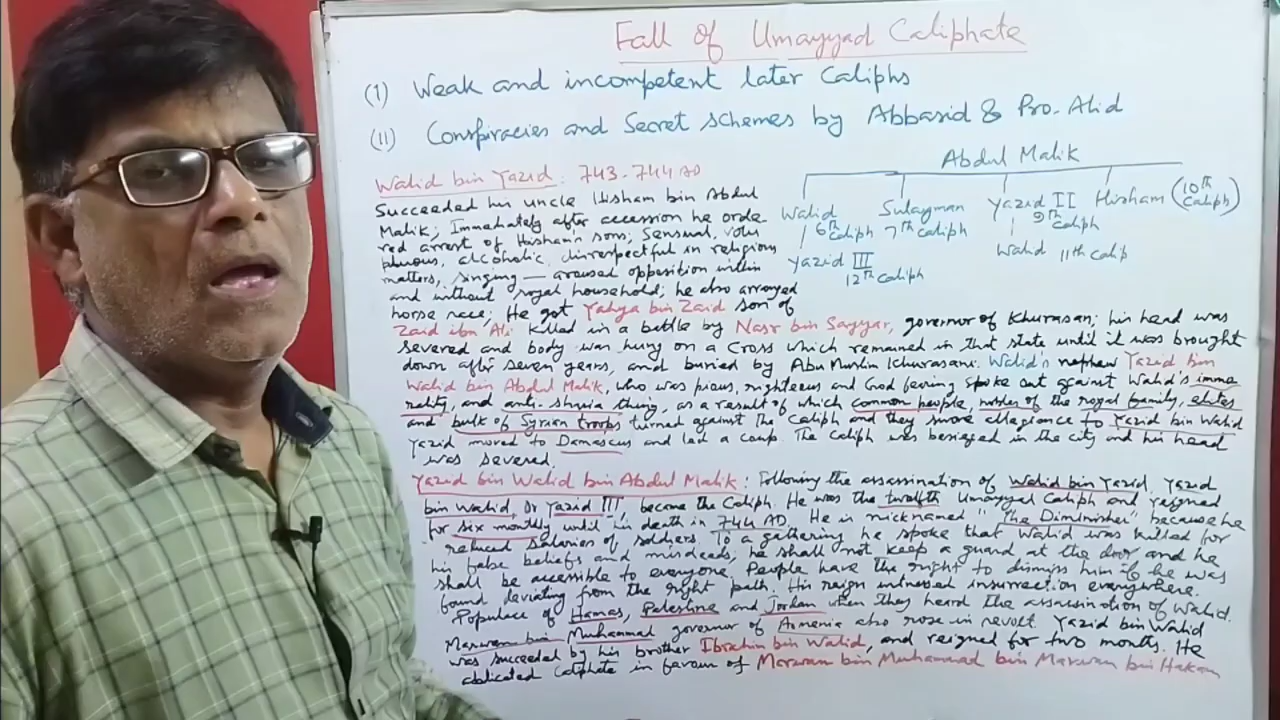 Fall of Umayyad Caliphate
(I) Weak and incompetent later Caliphs
(II) Conspiracies and Secret schemes by Abbasid & Pro-Alid
Abdul Malik
Walid Sulayman Yazid II Hisham (10th Caliph)
6th Caliph 7th Caliph 9th Caliph
Yazid III Walid 11th Calip
12th Caliph
Walid bin Yazid: 743-744 AD
Succeeded his uncle Hisham bin Abdul
Malik; Immediately after accession he orde
red arrest of Hisham's sons; Sensual, volu
ptuous, alcoholic, disrespectful in religious
matters, singing — aroused opposition within
and without royal household; he also arranged
horse race; He got Yahya bin Zaid son of
Zaid ibn Ali killed in a battle by Nasr bin Sayyar, governor of Khurasan; his head was
severed and body was hung on a Cross which remained in that state until it was brought
down after seven years, and buried by Abu Muslim Khurasani. Walid's nephew Yazid bin
Walid bin Abdul Malik, who was pious, righteous and God fearing spoke out against Walid's immo
rality, and anti-sharia thing, as a result of which common people, nobles of the royal family, elites
and bulk of Syrian troops turned against the Caliph and they swore allegiance to Yazid bin Walid
Yazid moved to Damascus and led a coup. The Caliph was besieged in the city and his head
was severed.
Yazid bin Walid bin Abdul Malik: Following the assassination of Walid bin Yazid, Yazid
bin Walid, or Yazid III, became the Caliph. He was the twelfth Umayyad Caliph and reigned
for six months until his death in 744 AD. He is nicknamed "The Diminisher" because he
reduced salaries of soldiers. To a gathering he spoke that Walid was killed for
his false beliefs and misdeeds; he shall not keep a guard at the door and he
shall be accessible to everyone. People have the right to dismiss him if he was
found deviating from the right path. His reign witnessed insurrection everywhere.
Populace of Hamas, Palestine and Jordan when they heard the assassination of Walid.
Marwan bin Muhammad governor of Armenia also rose in revolt. Yazid bin Walid
was succeeded by his brother Ibrahim bin Walid, and reigned for two months. He
abdicated Caliphate in favour of Marwan bin Muhammad bin Marwan bin Hakam